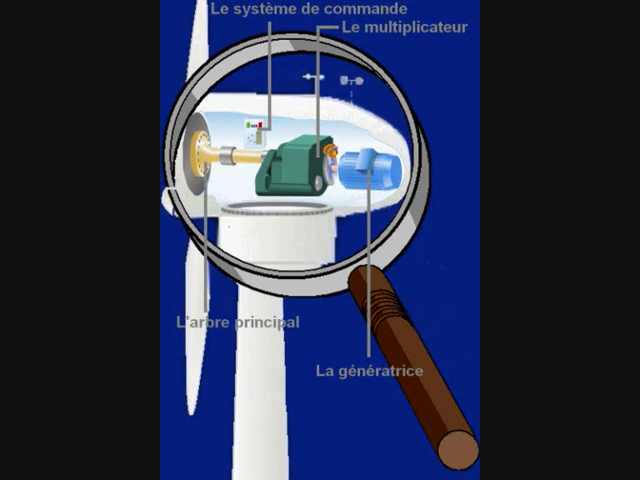 Le système de commande
Le multiplicateur
L'arbre principal
La génératrice